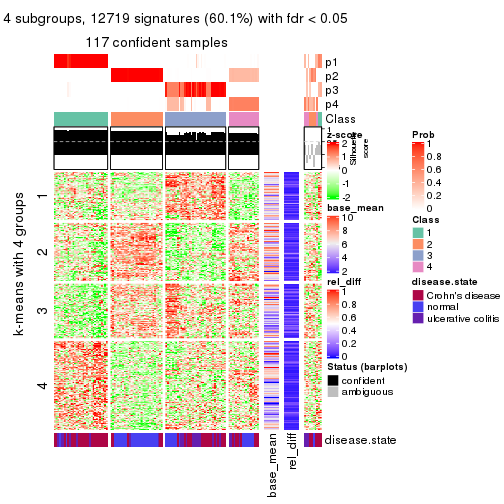 4 subgroups, 12719 signatures (60.1%) with fdr < 0.05
117 confident samples
p1
p2
p3
p4
Class
1
Silhouette
score
k-means with 4 groups
1
2
3
4
z-score
2
1
0
-1
-2
base_mean
10
8
6
4
2
rel_diff
1
0.8
0.6
0.4
0.2
0
Status (barplots)
confident
ambiguous
Prob
1
0.8
0.6
0.4
0.2
0
Class
1
2
3
4
disease.state
Crohn's disease
normal
ulcerative colitis
disease.state
base_mean
rel_diff